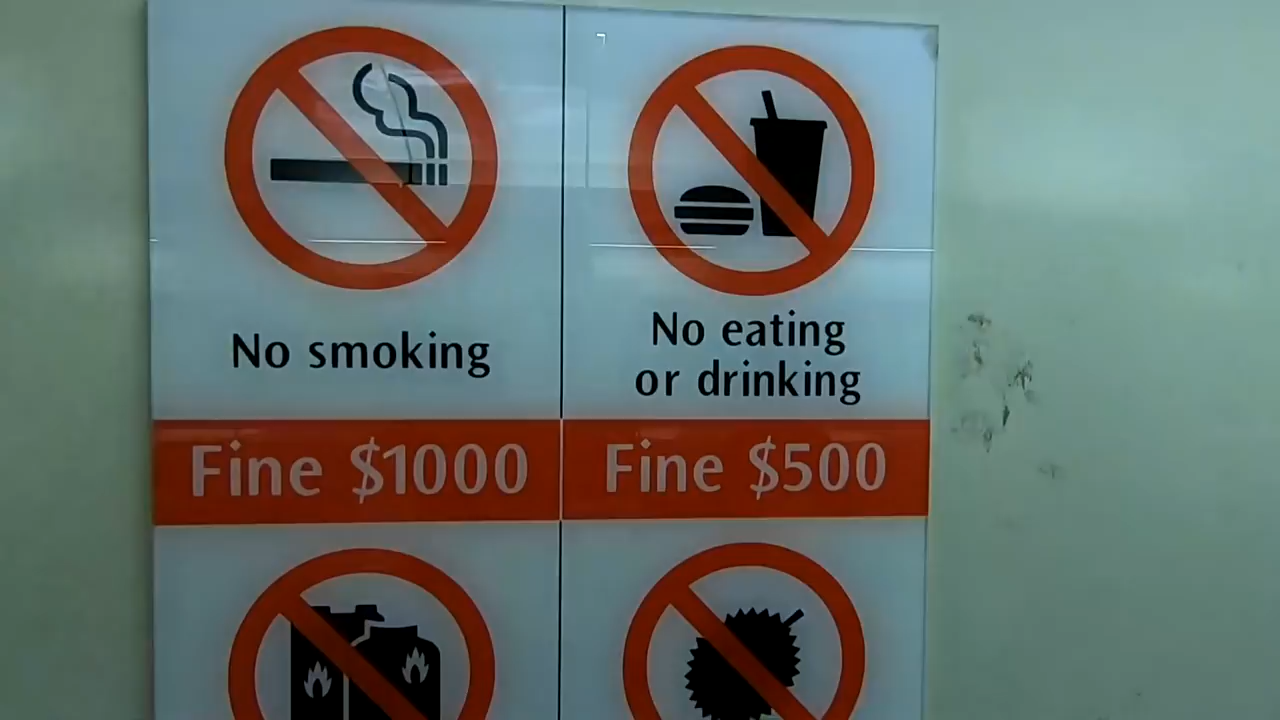 No smoking
No eating
or drinking
Fine $1000
Fine $500